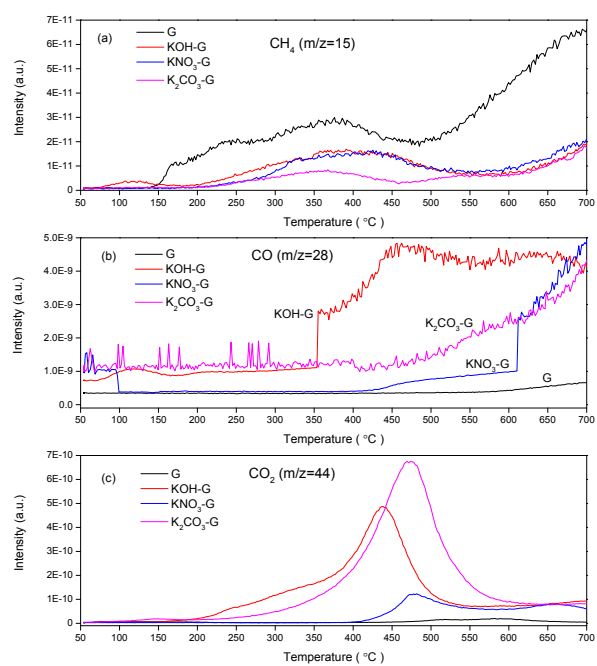 7E-11
6E-11
5E-11
4E-11
3E-11
2E-11
1E-11
0
Intensity (a.u.)
(a)
G
KOH-G
KNO₃-G
K₂CO₃-G
CH₄ (m/z=15)
50 100 150 200 250 300 350 400 450 500 550 600 650 700
Temperature ( °C)
5.0E-9
4.0E-9
3.0E-9
2.0E-9
1.0E-9
0.0
Intensity (a.u.)
(b)
G
KOH-G
KNO₃-G
K₂CO₃-G
CO (m/z=28)
KOH-G
K₂CO₃-G
KNO₃-G
G
50 100 150 200 250 300 350 400 450 500 550 600 650 700
Temperature ( °C)
7E-10
6E-10
5E-10
4E-10
3E-10
2E-10
1E-10
0
Intensity (a.u.)
(c)
G
KOH-G
KNO₃-G
K₂CO₃-G
CO₂ (m/z=44)
50 100 150 200 250 300 350 400 450 500 550 600 650 700
Temperature ( °C)